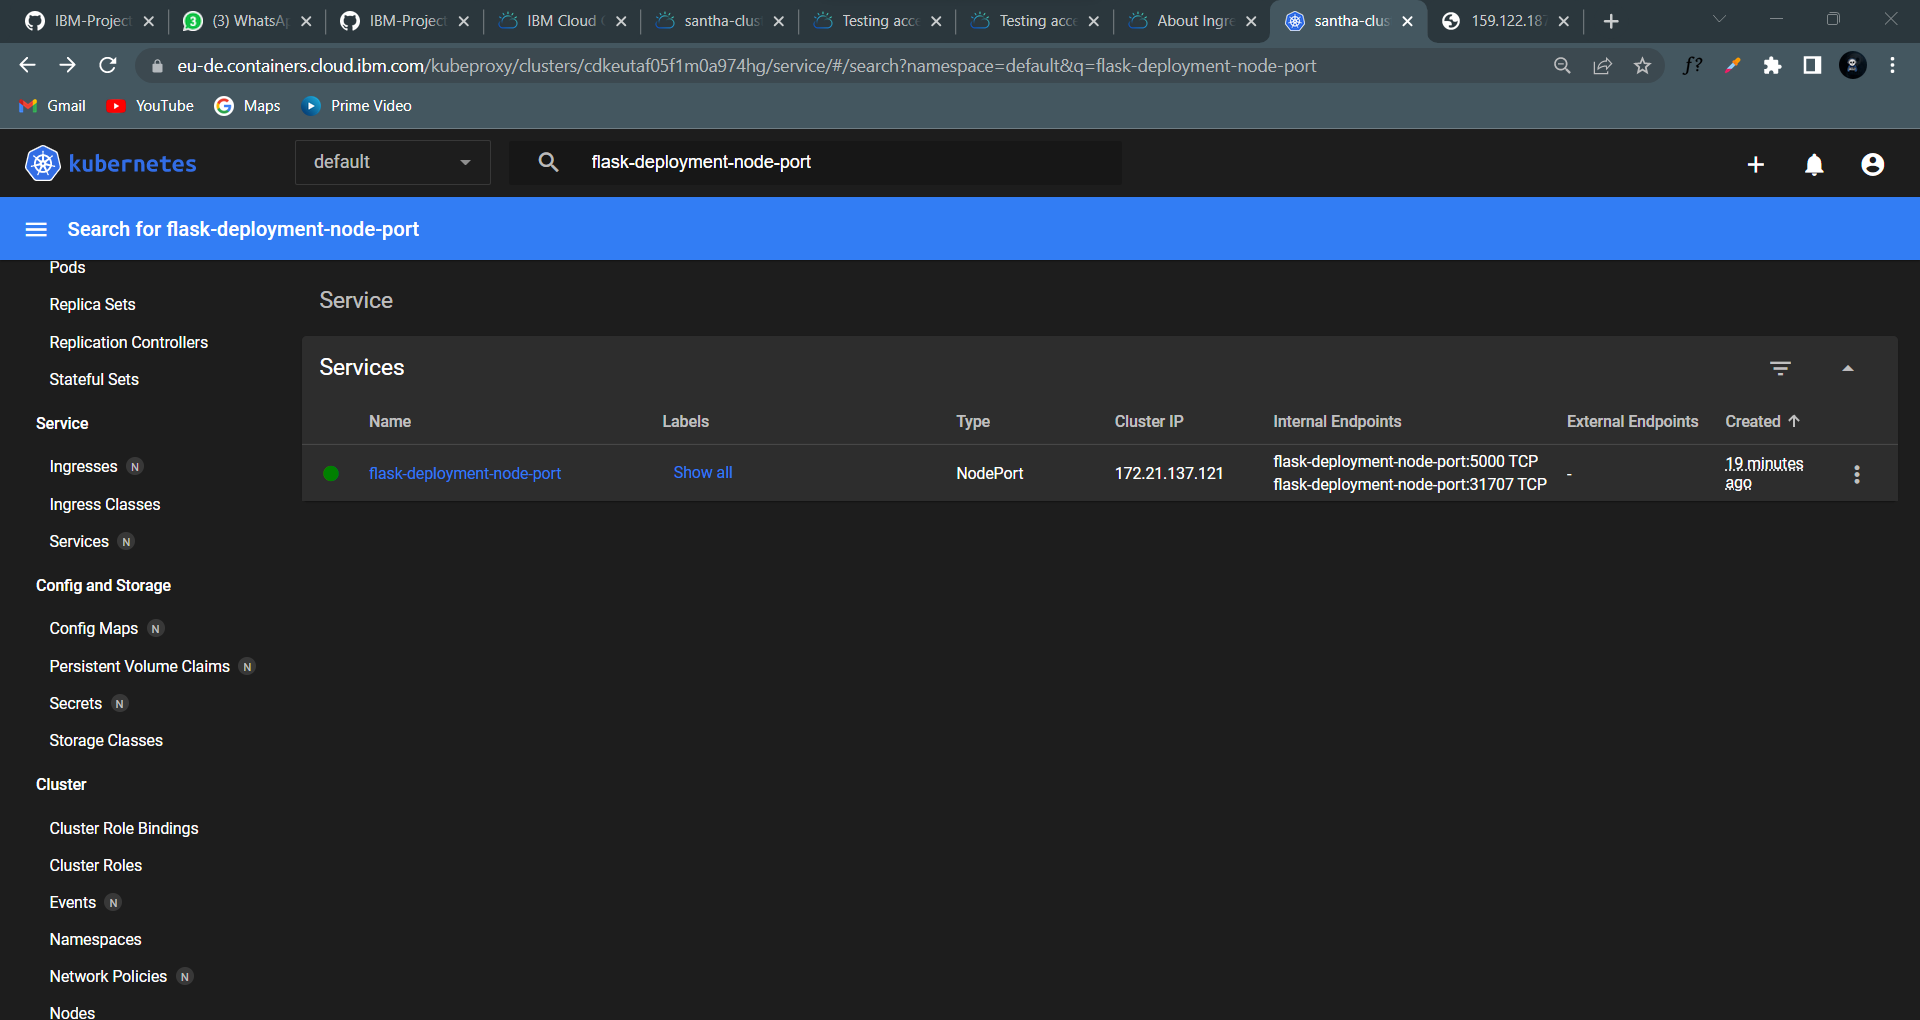 IBM-Project
(3) WhatsAp
IBM-Project
IBM Cloud
santha-clus
Testing acce
Testing acce
About Ingre
santha-clus
159.122.187
eu-de.containers.cloud.ibm.com/kubeproxy/clusters/cdkeutaf05f1m0a974hg/service/#/search?namespace=default&q=flask-deployment-node-port
f?
Gmail
YouTube
Maps
Prime Video
kubernetes
default
flask-deployment-node-port
Search for flask-deployment-node-port
Pods
Replica Sets
Replication Controllers
Stateful Sets
Service
Ingresses N
Ingress Classes
Services N
Config and Storage
Config Maps N
Persistent Volume Claims N
Secrets N
Storage Classes
Cluster
Cluster Role Bindings
Cluster Roles
Events N
Namespaces
Network Policies N
Nodes
Service
Services
Name Labels Type Cluster IP Internal Endpoints External Endpoints Created
flask-deployment-node-port Show all NodePort 172.21.137.121 flask-deployment-node-port:5000 TCP - 19 minutes
flask-deployment-node-port:31707 TCP ago